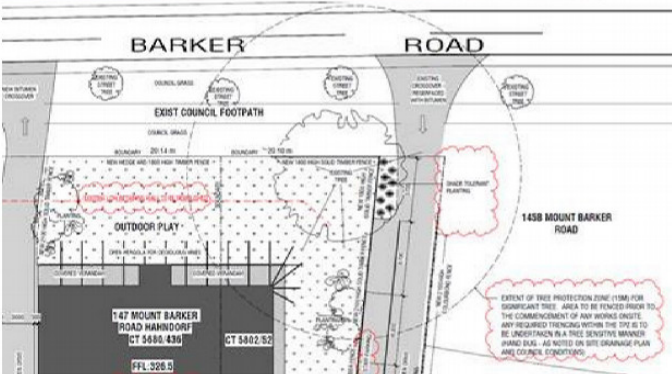 BARKER ROAD
NEW BITUMEN
CROSSOVER
EXISTING
STREET
TREE
COUNCIL GRASS
EXISTING
STREET
TREE
EXISTING
STREET
TREE
EXISTING
CROSSOVER
RESURFACED
WITH BITUMEN
EXISTING
STREET
TREE
EXIST COUNCIL FOOTPATH
COUNCIL GRASS
BOUNDARY 20.14 m
BOUNDARY 20.10 m
NEW HEDGE AND 1800 HIGH TIMBER FENCE
NEW 1800 HIGH SOLID TIMBER FENCE
EXISTING
TREE
SHADE TOLERANT
PLANTING
PLANTING
OUTDOOR PLAY
145B MOUNT BARKER
ROAD
OPEN PERGOLA FOR DECIDUOUS VINES
COVERED VERANDAH
COVERED VERANDAH
147 MOUNT BARKER
ROAD HAHNDORF
CT 5680/436
CT 5802/52
FFL:326.5
EXTENT OF TREE PROTECTION ZONE (15M) FOR
SIGNIFICANT TREE. AREA TO BE FENCED PRIOR TO
THE COMMENCEMENT OF ANY WORKS ONSITE.
ANY REQUIRED TRENCING WITHIN THE TPZ IS TO
BE UNDERTAKEN IN A TREE SENSITIVE MANNER
(HAND DUG - AS NOTED ON SITE DRAINAGE PLAN
AND COUNCIL CONDITIONS)